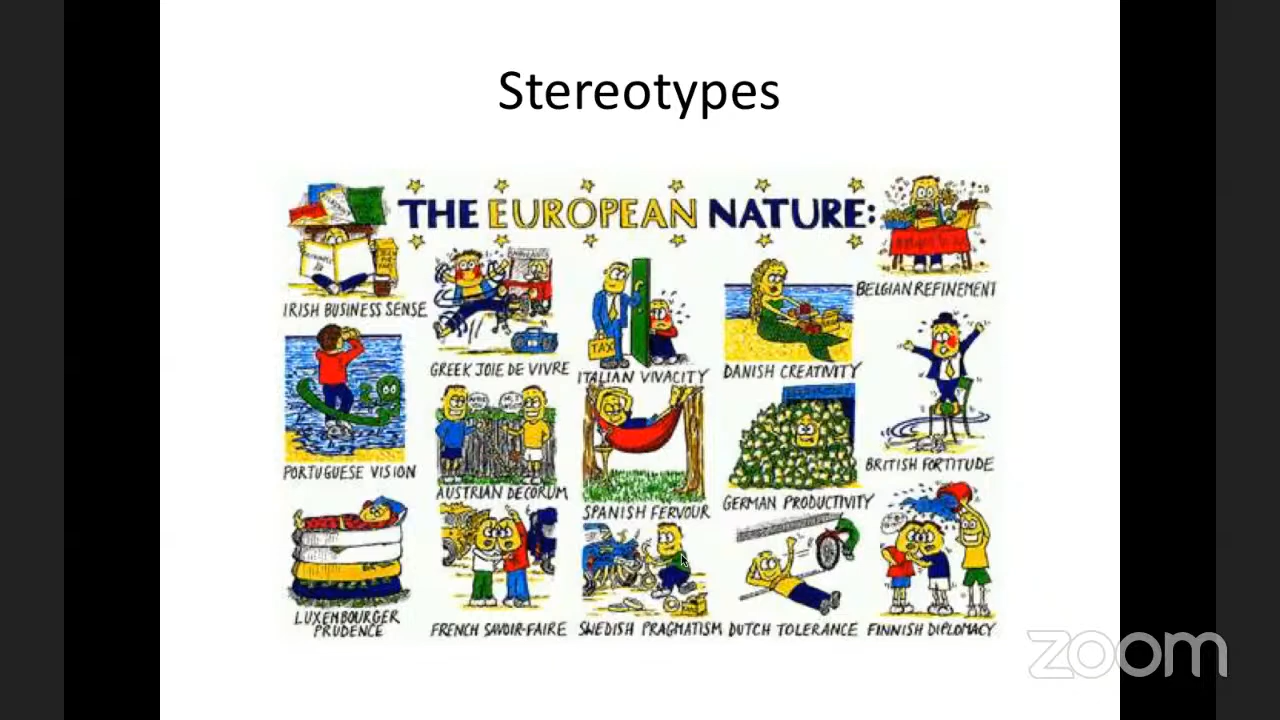 Stereotypes
THE EUROPEAN NATURE:
IRISH BUSINESS SENSE
GREEK JOIE DE VIVRE
ITALIAN VIVACITY
TAX
DANISH CREATIVITY
BELGIAN REFINEMENT
PORTUGUESE VISION
AUSTRIAN DECORUM
SPANISH FERVOUR
GERMAN PRODUCTIVITY
BRITISH FORTITUDE
LUXEMBOURGER
PRUDENCE
FRENCH SAVOIR-FAIRE
SWEDISH PRAGMATISM
DUTCH TOLERANCE
FINNISH DIPLOMACY
zoom